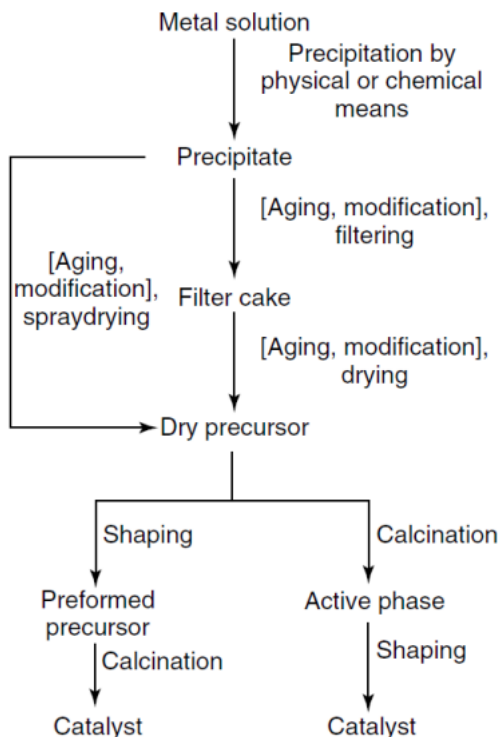 Metal solution
Precipitation by
physical or chemical
means
Precipitate
[Aging, modification],
filtering
[Aging,
modification],
spraydrying
Filter cake
[Aging, modification],
drying
Dry precursor
Shaping
Calcination
Preformed
precursor
Active phase
Calcination
Shaping
Catalyst
Catalyst